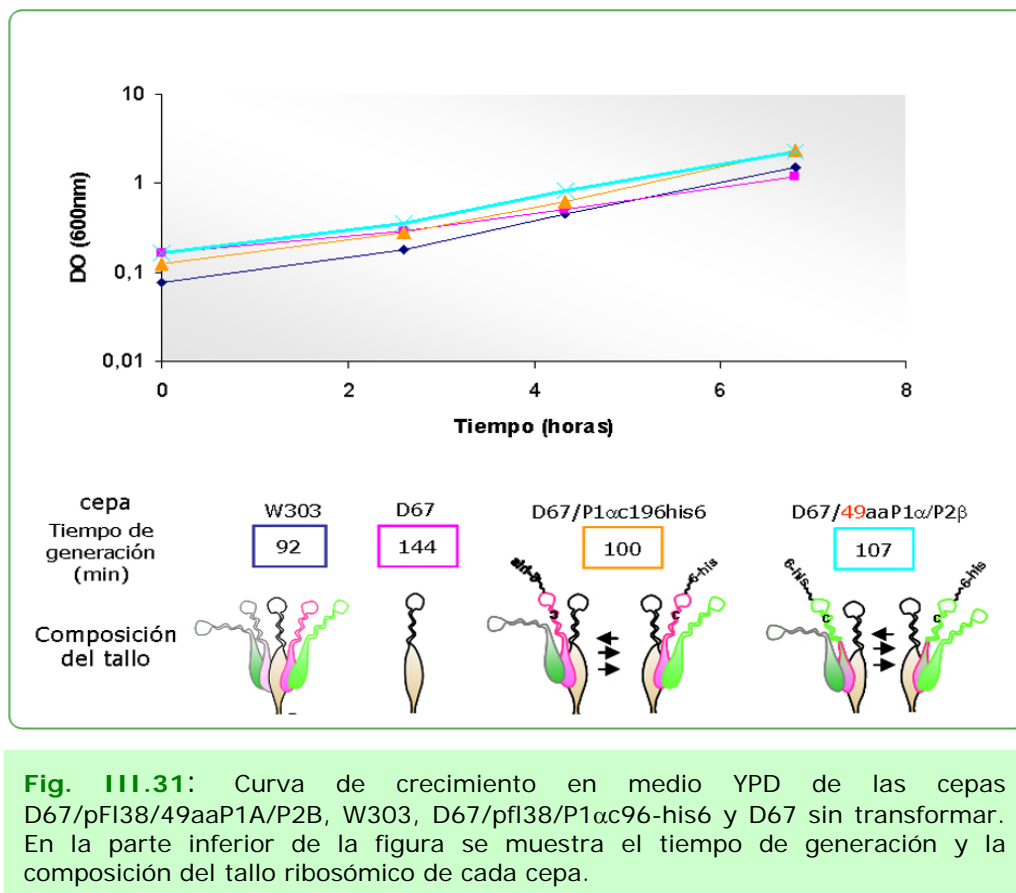 10
1
0,1
0,01
DO (600nm)
0 2 4 6 8
Tiempo (horas)
cepa
W303 D67 D67/P1αc196his6 D67/49aaP1α/P2β
Tiempo de
generación
(min)
92 144 100 107
6-his 6-his 6-his
c c c
Composición
del tallo
Fig. III.31: Curva de crecimiento en medio YPD de las cepas
D67/pFl38/49aaP1A/P2B, W303, D67/pfl38/P1αc96-his6 y D67 sin transformar.
En la parte inferior de la figura se muestra el tiempo de generación y la
composición del tallo ribosómico de cada cepa.